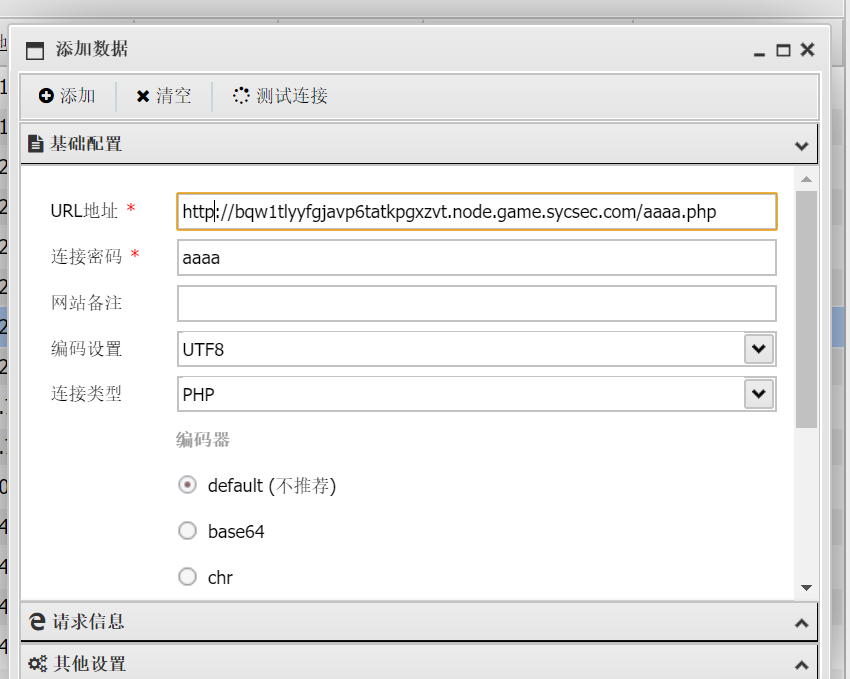 添加数据
添加 清空 测试连接
基础配置
URL地址 * http://bqw1tlyyfgjavp6tatkpgxzvt.node.game.sycsec.com/aaaa.php
连接密码 * aaaa
网站备注
编码设置 UTF8
连接类型 PHP
编码器
default (不推荐)
base64
chr
请求信息
其他设置